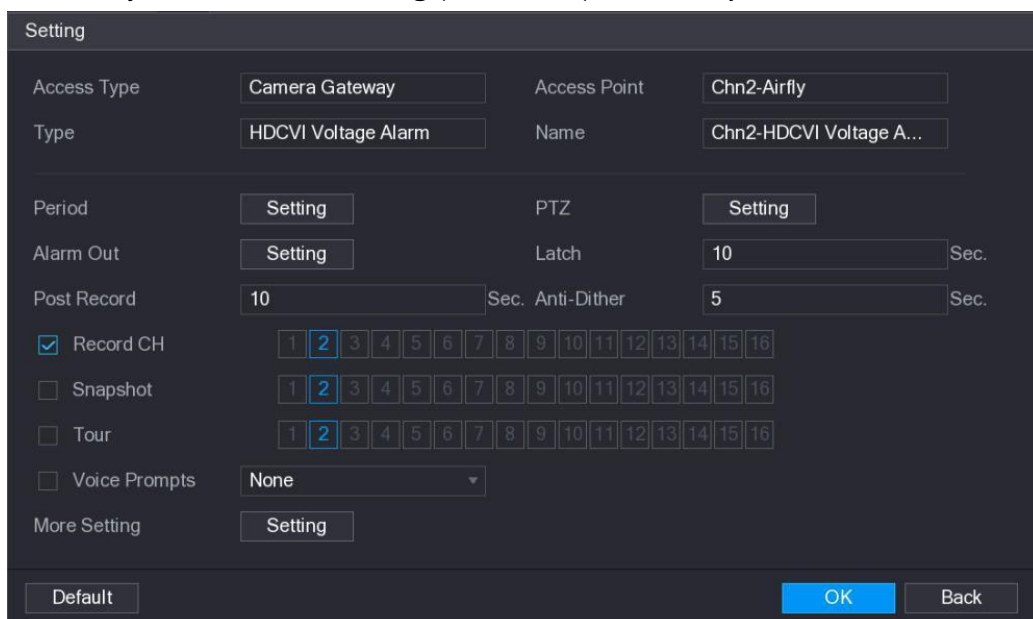 Setting
Access Type Camera Gateway Access Point Chn2-Airfly
Type HDCVI Voltage Alarm Name Chn2-HDCVI Voltage A...
Period Setting PTZ Setting
Alarm Out Setting Latch 10 Sec.
Post Record 10 Sec. Anti-Dither 5 Sec.
Record CH 1 2 3 4 5 6 7 8 9 10 11 12 13 14 15 16
Snapshot 1 2 3 4 5 6 7 8 9 10 11 12 13 14 15 16
Tour 1 2 3 4 5 6 7 8 9 10 11 12 13 14 15 16
Voice Prompts None
More Setting Setting
Default OK Back